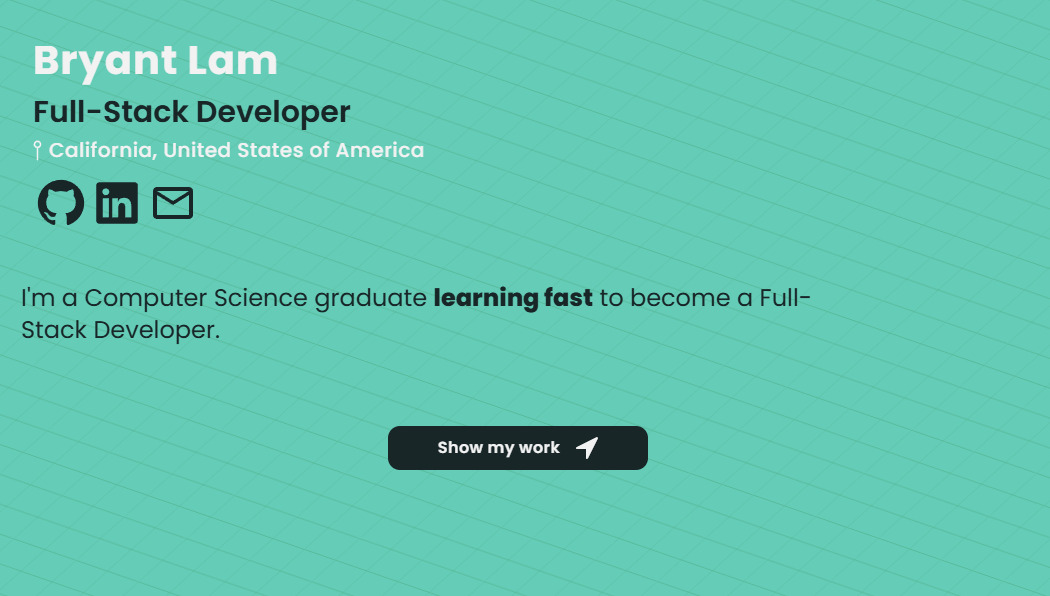 Bryant Lam
Full-Stack Developer
California, United States of America
I'm a Computer Science graduate learning fast to become a Full-
Stack Developer.
Show my work